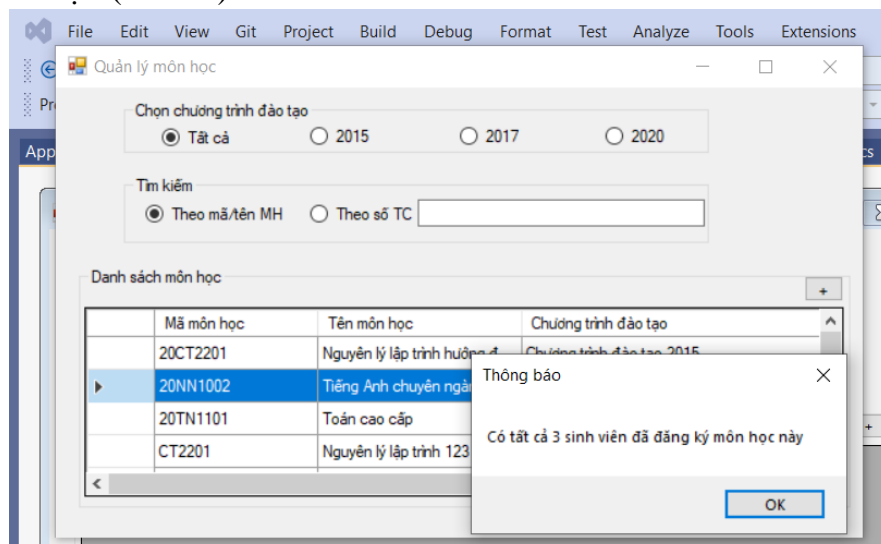 File Edit View Git Project Build Debug Format Test Analyze Tools Extensions
Quản lý môn học
Chọn chương trình đào tạo
Tất cả 2015 2017 2020
Tìm kiếm
Theo mã/tên MH Theo số TC
Danh sách môn học
+
Mã môn học Tên môn học Chương trình đào tạo
20CT2201 Nguyên lý lập trình hướng đ... Chương trình đào tạo 2015
20NN1002 Tiếng Anh chuyên ngàn
20TN1101 Toán cao cấp
CT2201 Nguyên lý lập trình 123
Thông báo
Có tất cả 3 sinh viên đã đăng ký môn học này
OK